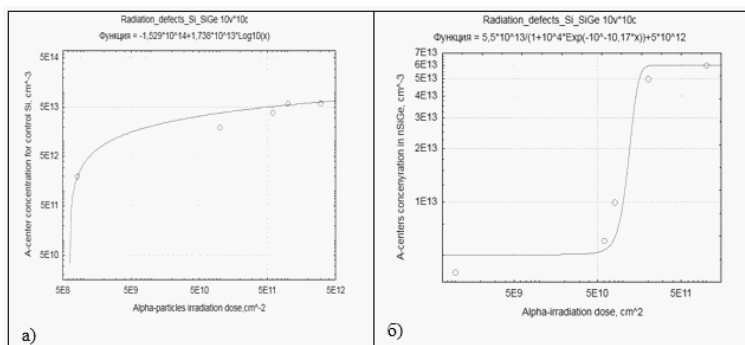 Radiation_defects_Si_SiGe 10v*10c
Функция = -1,529*10^14+1,738*10^13*Log10(x)
A-center concentration for control Si, cm^-3
5E14
5E13
5E12
5E11
5E10
5E8
5E9
5E10
5E11
5E12
Alpha-particles irradiation dose,cm^-2
а)
Radiation_defects_Si_SiGe 10v*10c
Функция = 5,5*10^13/(1+10^4*Exp(-10^-10,17*x))+5*10^12
A-centers concenyration in nSiGe, cm^-3
7E13
6E13
5E13
3E13
2E13
1E13
5E9
5E10
5E11
Alpha-irradiation dose, cm^2
б)